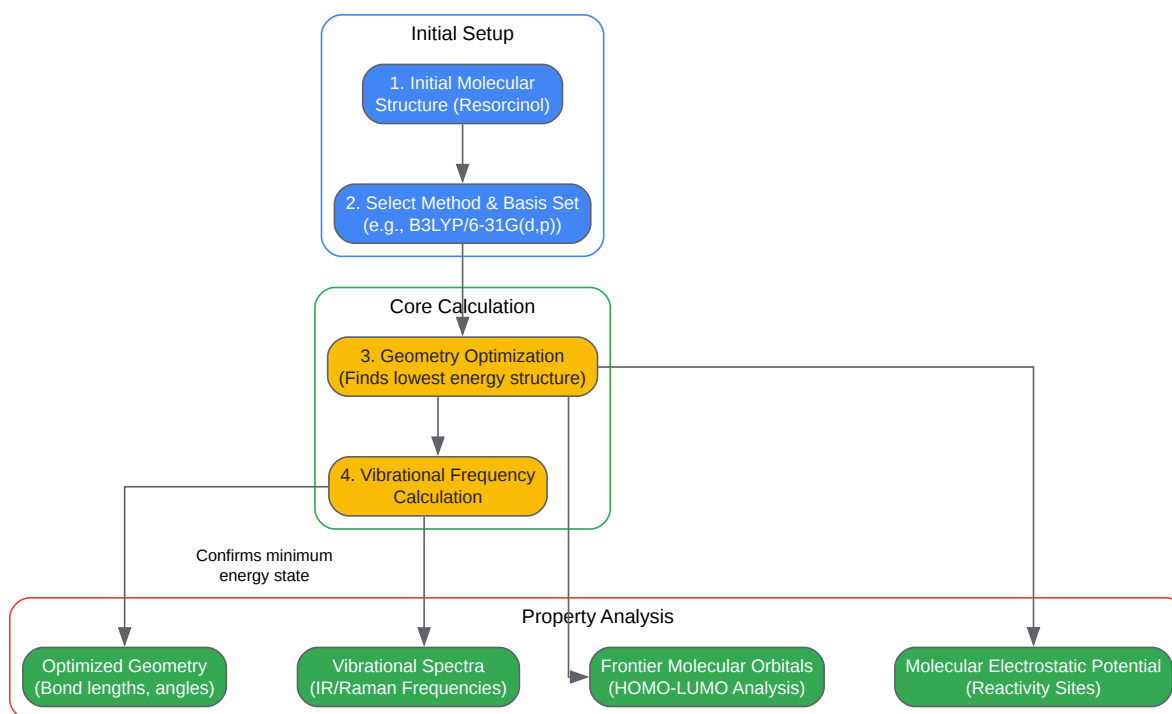 Initial Setup
1. Initial Molecular
Structure (Resorcinol)
2. Select Method & Basis Set
(e.g., B3LYP/6-31G(d,p))
Core Calculation
3. Geometry Optimization
(Finds lowest energy structure)
4. Vibrational Frequency
Calculation
Confirms minimum
energy state
Property Analysis
Optimized Geometry
(Bond lengths, angles)
Vibrational Spectra
(IR/Raman Frequencies)
Frontier Molecular Orbitals
(HOMO-LUMO Analysis)
Molecular Electrostatic Potential
(Reactivity Sites)